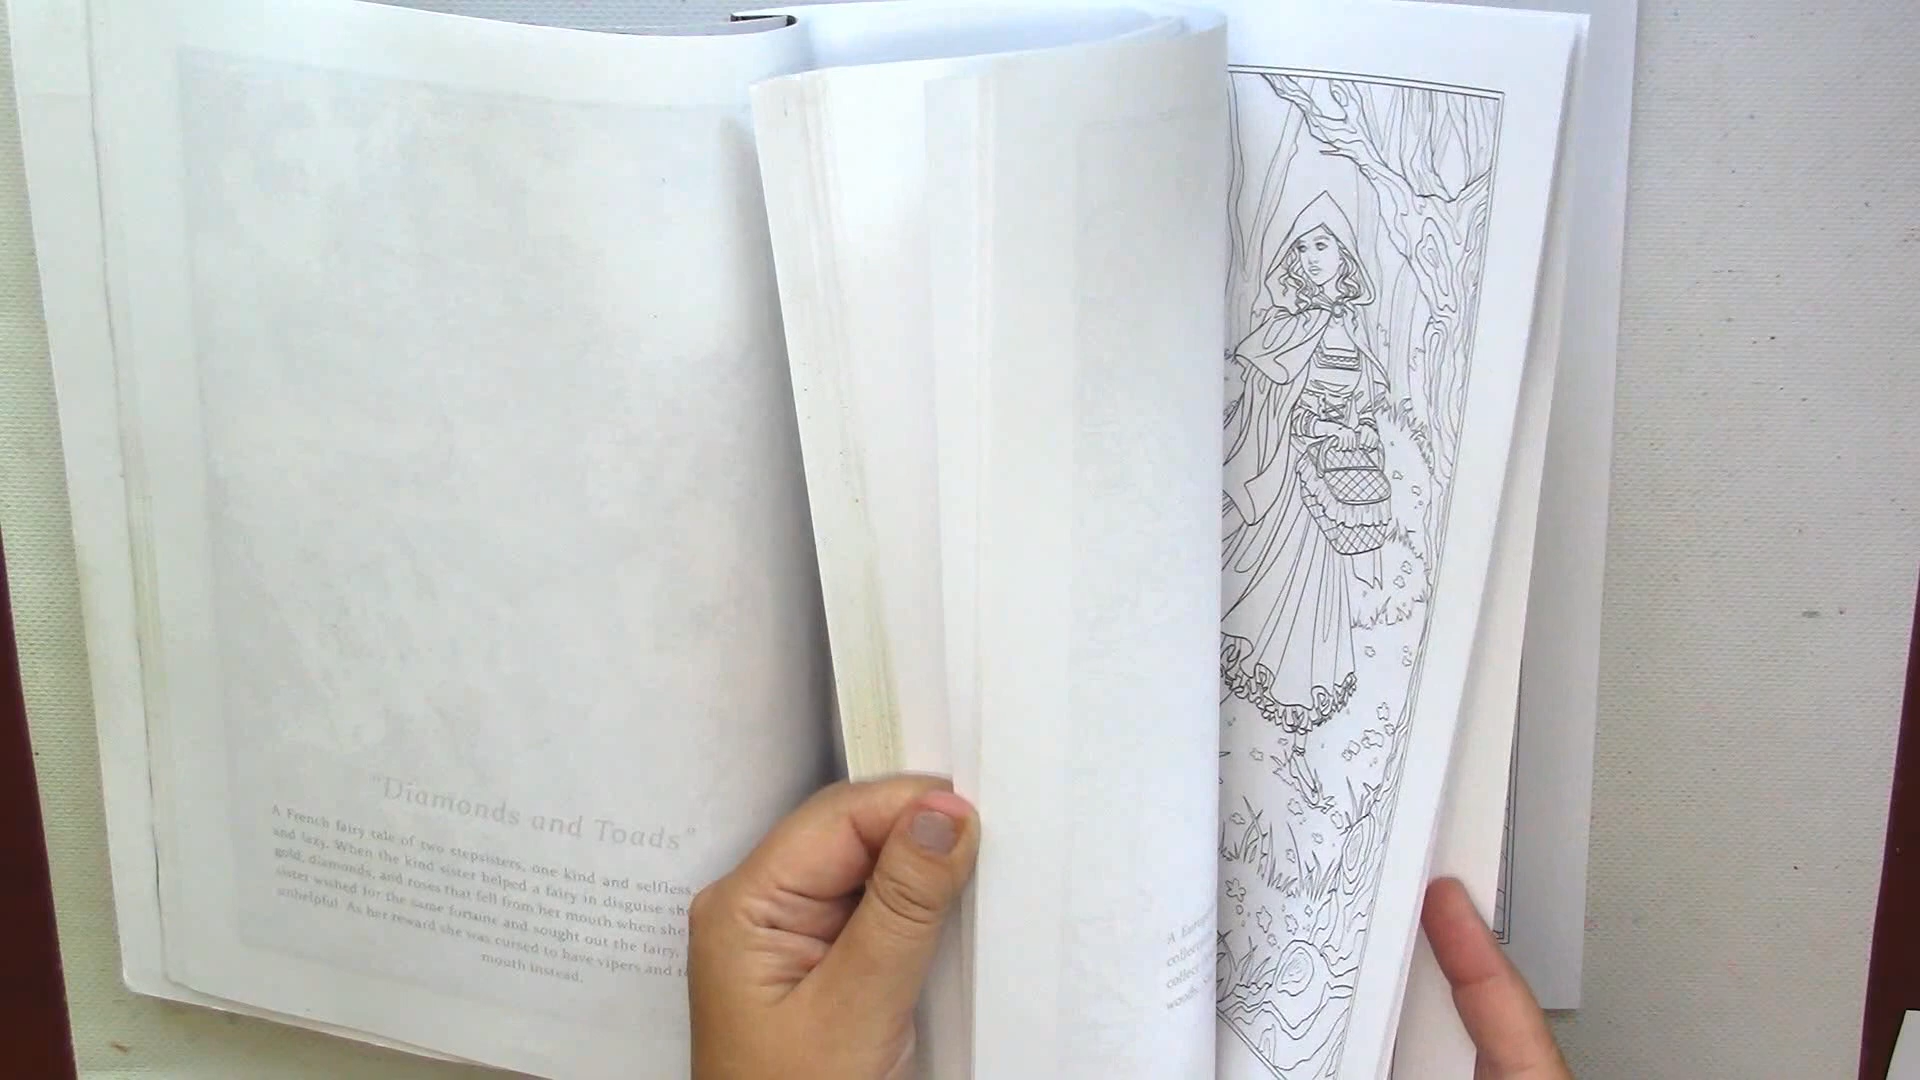 "Diamonds and Toads"
A French fairy tale of two stepsisters, one kind and selfless,
and lazy. When the kind sister helped a fairy in disguise she
gold, diamonds, and roses that fell from her mouth when she
sister wished for the same fortune and sought out the fairy,
unhelpful. As her reward she was cursed to have vipers and
mouth instead.
A
collect
woods